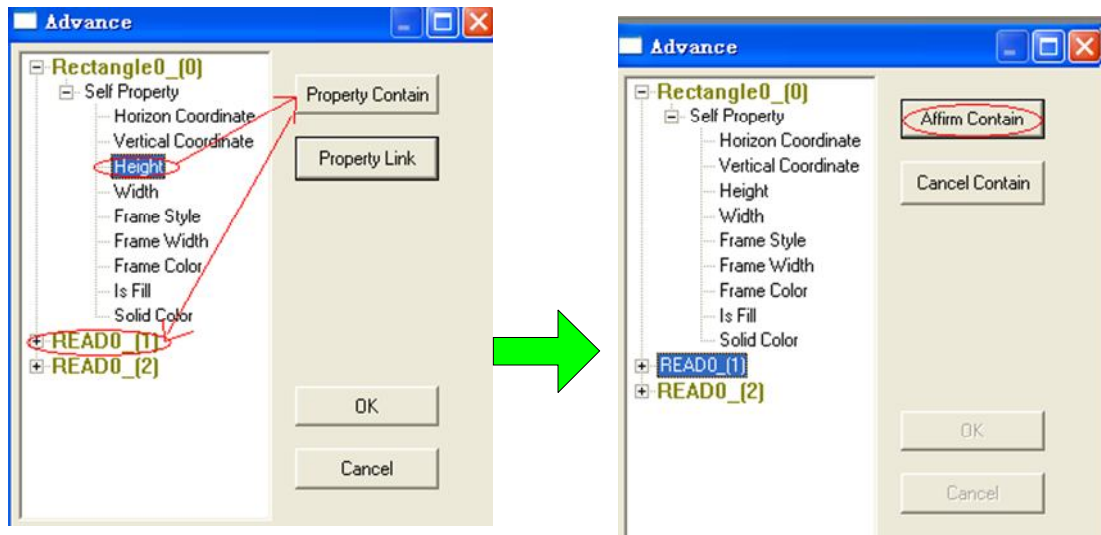 Advance
Rectangle0_(0)
Self Property
Horizon Coordinate
Vertical Coordinate
Height
Width
Frame Style
Frame Width
Frame Color
Is Fill
Solid Color
READ0_(1)
READ0_(2)
Property Contain
Property Link
OK
Cancel
Advance
Rectangle0_(0)
Self Property
Horizon Coordinate
Vertical Coordinate
Height
Width
Frame Style
Frame Width
Frame Color
Is Fill
Solid Color
READ0_(1)
READ0_(2)
Affirm Contain
Cancel Contain
OK
Cancel